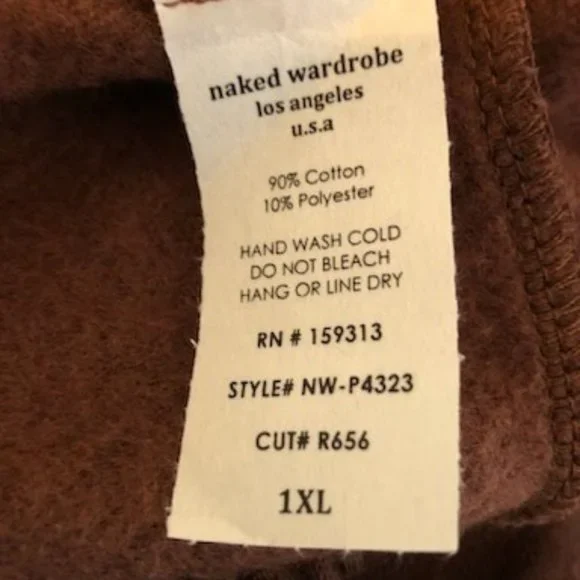 naked wardrobe
los angeles
u.s.a
90% Cotton
10% Polyester
HAND WASH COLD
DO NOT BLEACH
HANG OR LINE DRY
RN # 159313
STYLE# NW-P4323
CUT# R656
1XL